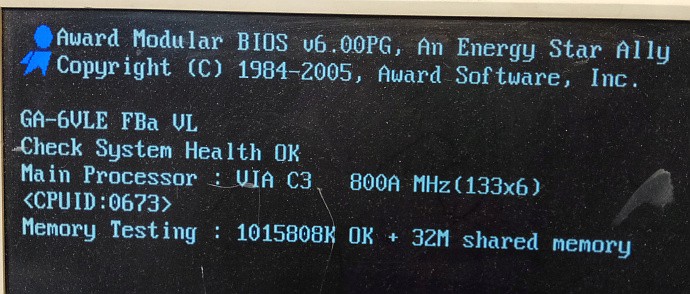 Award Modular BIOS v6.00PG, An Energy Star Ally
Copyright (C) 1984-2005, Award Software, Inc.
GA-6VLE FBa VL
Check System Health OK
Main Processor : VIA C3 800A MHz(133x6)
<CPUID:0673>
Memory Testing : 1015808K OK + 32M shared memory